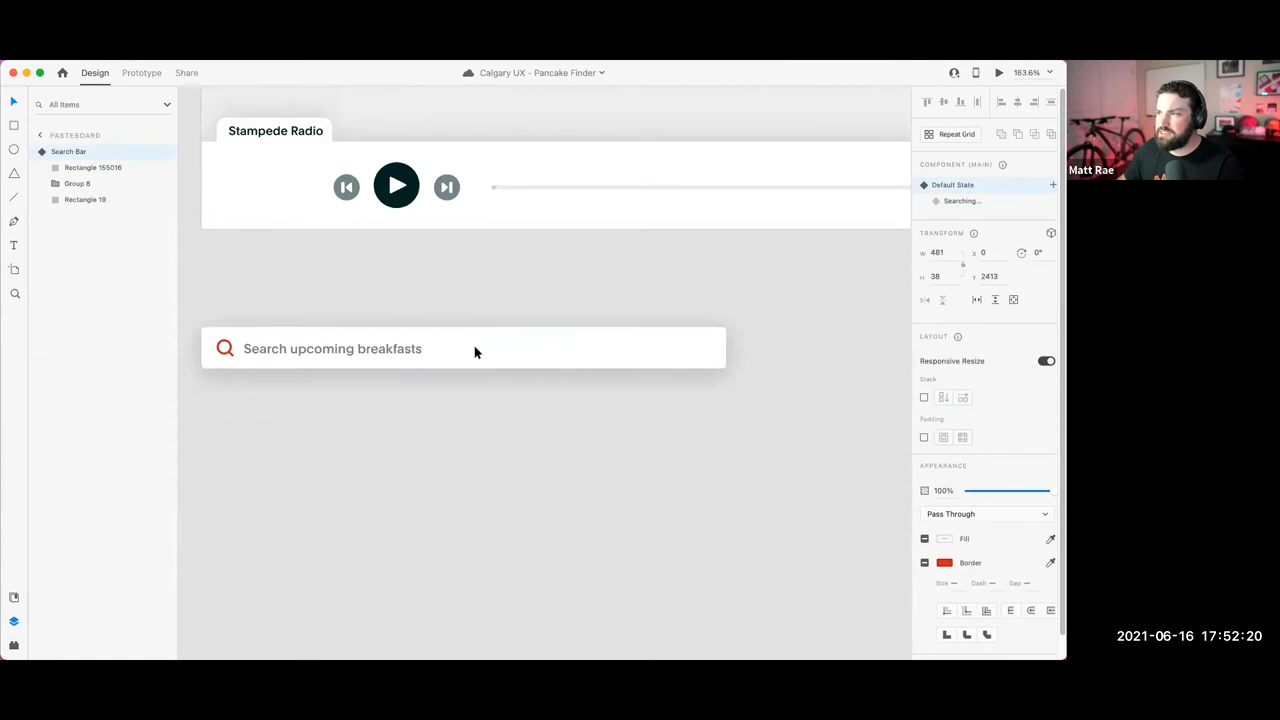 Design
Prototype
Share
Calgary UX - Pancake Finder
163.6%
All Items
PASTEBOARD
Search Bar
Rectangle 155016
Group 8
Rectangle 19
Stampede Radio
Search upcoming breakfasts
Repeat Grid
COMPONENT (MAIN)
Default State
Searching...
TRANSFORM
W 481
X 0
0°
H 38
Y 2413
LAYOUT
Responsive Resize
Stack
Padding
APPEARANCE
100%
Pass Through
Fill
Border
Size
Dash
Gap
Matt Rae
2021-06-16 17:52:20